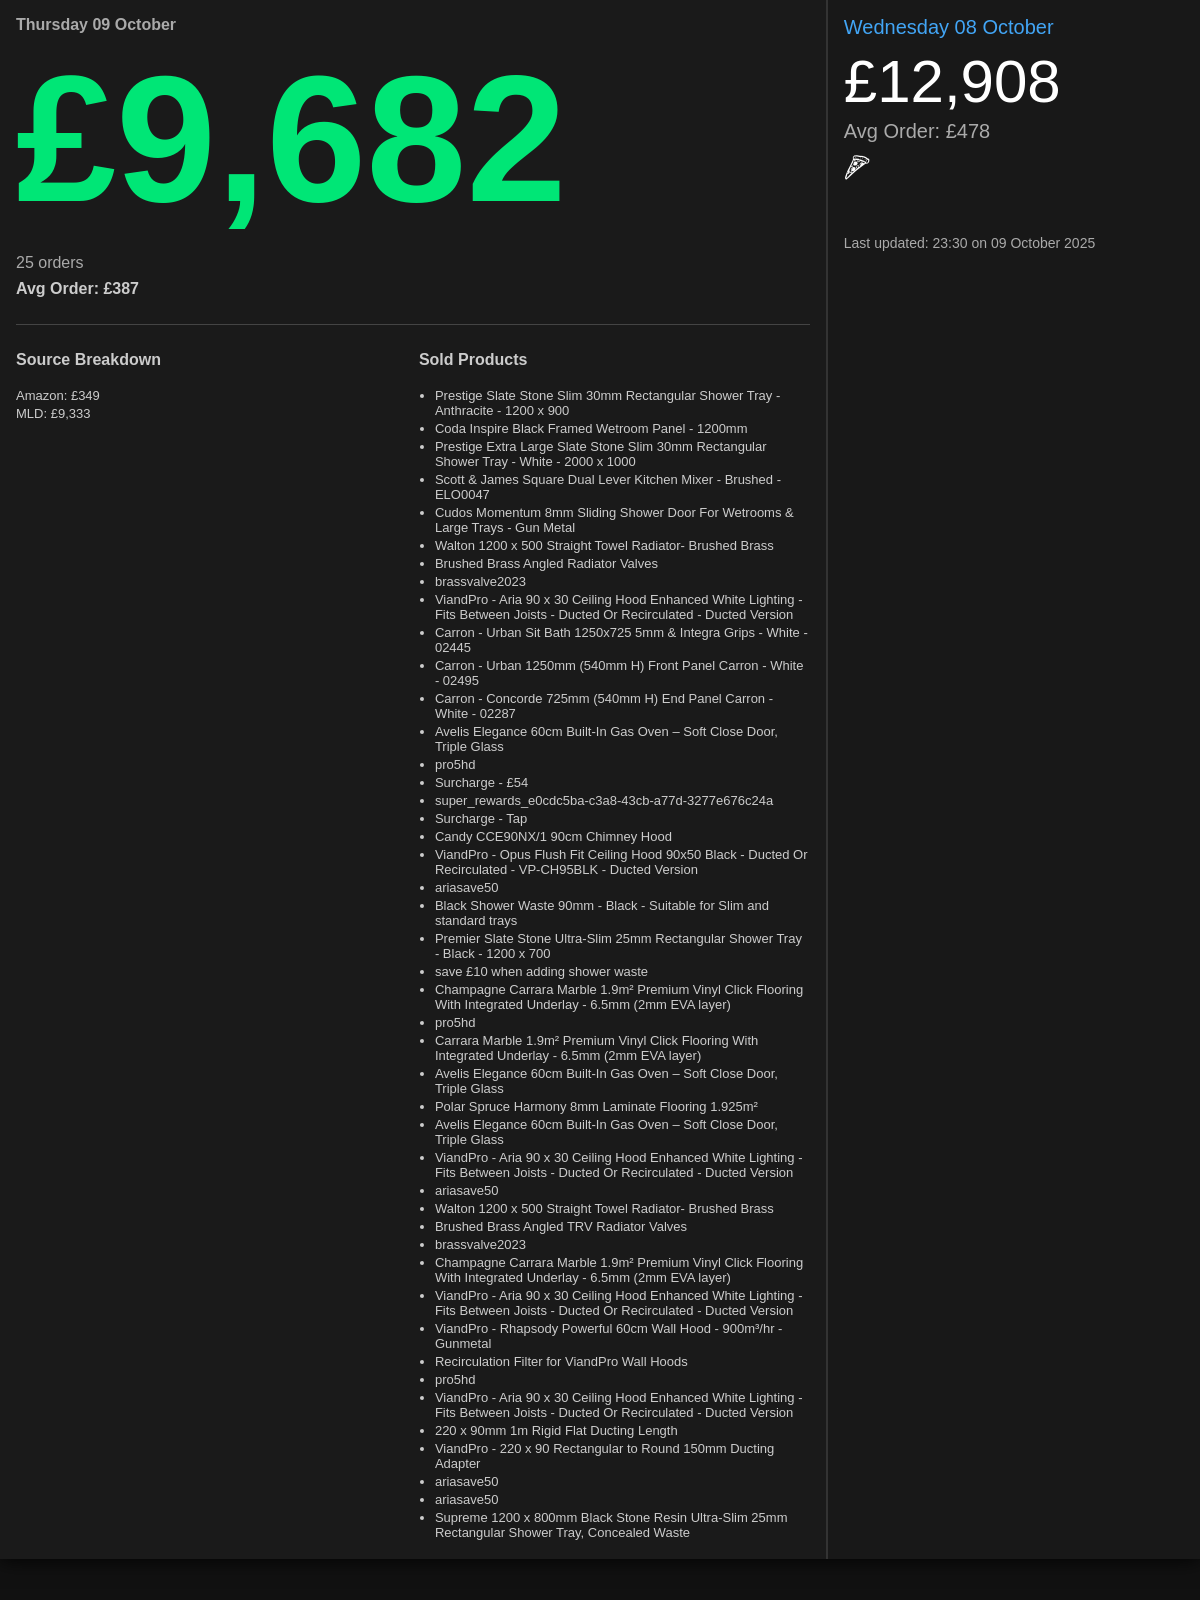 Thursday 09 October
£9,682
25 orders
Avg Order: £387
Source Breakdown
Amazon: £349
MLD: £9,333
Sold Products
Prestige Slate Stone Slim 30mm Rectangular Shower Tray -
Anthracite - 1200 x 900
Coda Inspire Black Framed Wetroom Panel - 1200mm
Prestige Extra Large Slate Stone Slim 30mm Rectangular
Shower Tray - White - 2000 x 1000
Scott & James Square Dual Lever Kitchen Mixer - Brushed -
ELO0047
Cudos Momentum 8mm Sliding Shower Door For Wetrooms &
Large Trays - Gun Metal
Walton 1200 x 500 Straight Towel Radiator- Brushed Brass
Brushed Brass Angled Radiator Valves
brassvalve2023
ViandPro - Aria 90 x 30 Ceiling Hood Enhanced White Lighting -
Fits Between Joists - Ducted Or Recirculated - Ducted Version
Carron - Urban Sit Bath 1250x725 5mm & Integra Grips - White -
02445
Carron - Urban 1250mm (540mm H) Front Panel Carron - White
- 02495
Carron - Concorde 725mm (540mm H) End Panel Carron -
White - 02287
Avelis Elegance 60cm Built-In Gas Oven – Soft Close Door,
Triple Glass
pro5hd
Surcharge - £54
super_rewards_e0cdc5ba-c3a8-43cb-a77d-3277e676c24a
Surcharge - Tap
Candy CCE90NX/1 90cm Chimney Hood
ViandPro - Opus Flush Fit Ceiling Hood 90x50 Black - Ducted Or
Recirculated - VP-CH95BLK - Ducted Version
ariasave50
Black Shower Waste 90mm - Black - Suitable for Slim and
standard trays
Premier Slate Stone Ultra-Slim 25mm Rectangular Shower Tray
- Black - 1200 x 700
save £10 when adding shower waste
Champagne Carrara Marble 1.9m² Premium Vinyl Click Flooring
With Integrated Underlay - 6.5mm (2mm EVA layer)
pro5hd
Carrara Marble 1.9m² Premium Vinyl Click Flooring With
Integrated Underlay - 6.5mm (2mm EVA layer)
Avelis Elegance 60cm Built-In Gas Oven – Soft Close Door,
Triple Glass
Polar Spruce Harmony 8mm Laminate Flooring 1.925m²
Avelis Elegance 60cm Built-In Gas Oven – Soft Close Door,
Triple Glass
ViandPro - Aria 90 x 30 Ceiling Hood Enhanced White Lighting -
Fits Between Joists - Ducted Or Recirculated - Ducted Version
ariasave50
Walton 1200 x 500 Straight Towel Radiator- Brushed Brass
Brushed Brass Angled TRV Radiator Valves
brassvalve2023
Champagne Carrara Marble 1.9m² Premium Vinyl Click Flooring
With Integrated Underlay - 6.5mm (2mm EVA layer)
ViandPro - Aria 90 x 30 Ceiling Hood Enhanced White Lighting -
Fits Between Joists - Ducted Or Recirculated - Ducted Version
ViandPro - Rhapsody Powerful 60cm Wall Hood - 900m³/hr -
Gunmetal
Recirculation Filter for ViandPro Wall Hoods
pro5hd
ViandPro - Aria 90 x 30 Ceiling Hood Enhanced White Lighting -
Fits Between Joists - Ducted Or Recirculated - Ducted Version
220 x 90mm 1m Rigid Flat Ducting Length
ViandPro - 220 x 90 Rectangular to Round 150mm Ducting
Adapter
ariasave50
ariasave50
Supreme 1200 x 800mm Black Stone Resin Ultra-Slim 25mm
Rectangular Shower Tray, Concealed Waste
Wednesday 08 October
£12,908
Avg Order: £478
Last updated: 23:30 on 09 October 2025